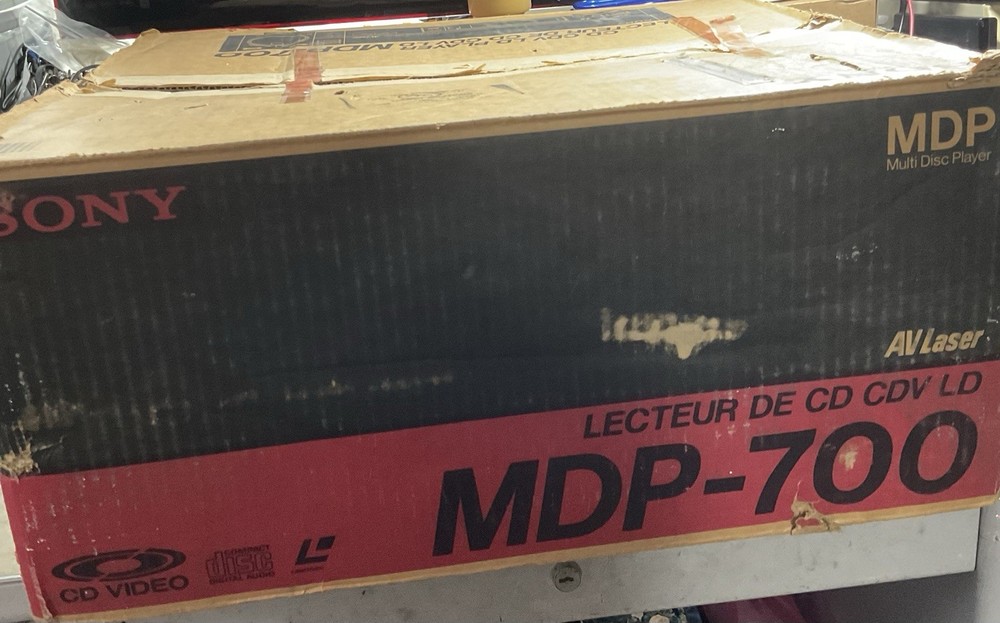 SONY
MDP
Multi Disc Player
AV Laser
LECTEUR DE CD CDV LD
MDP-700
CD VIDEO
COMPACT
disc
DIGITAL AUDIO